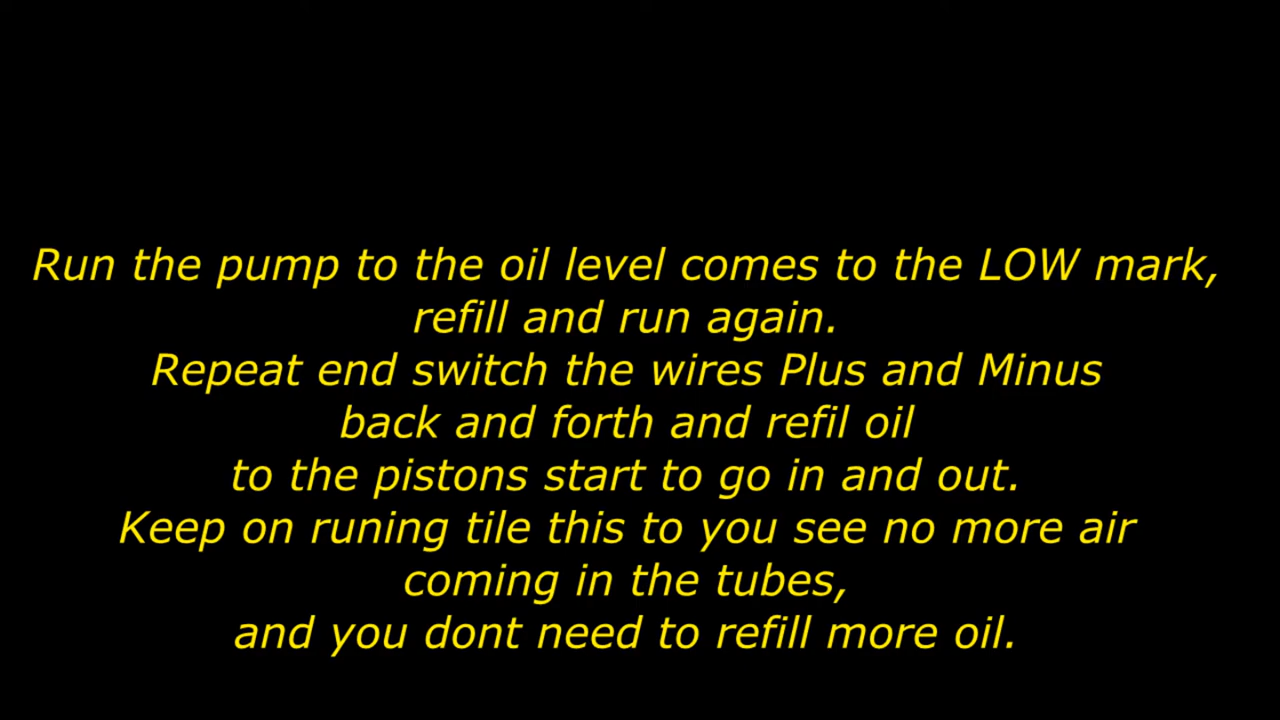 Run the pump to the oil level comes to the LOW mark,
refill and run again.
Repeat end switch the wires Plus and Minus
back and forth and refil oil
to the pistons start to go in and out.
Keep on runing tile this to you see no more air
coming in the tubes,
and you dont need to refill more oil.